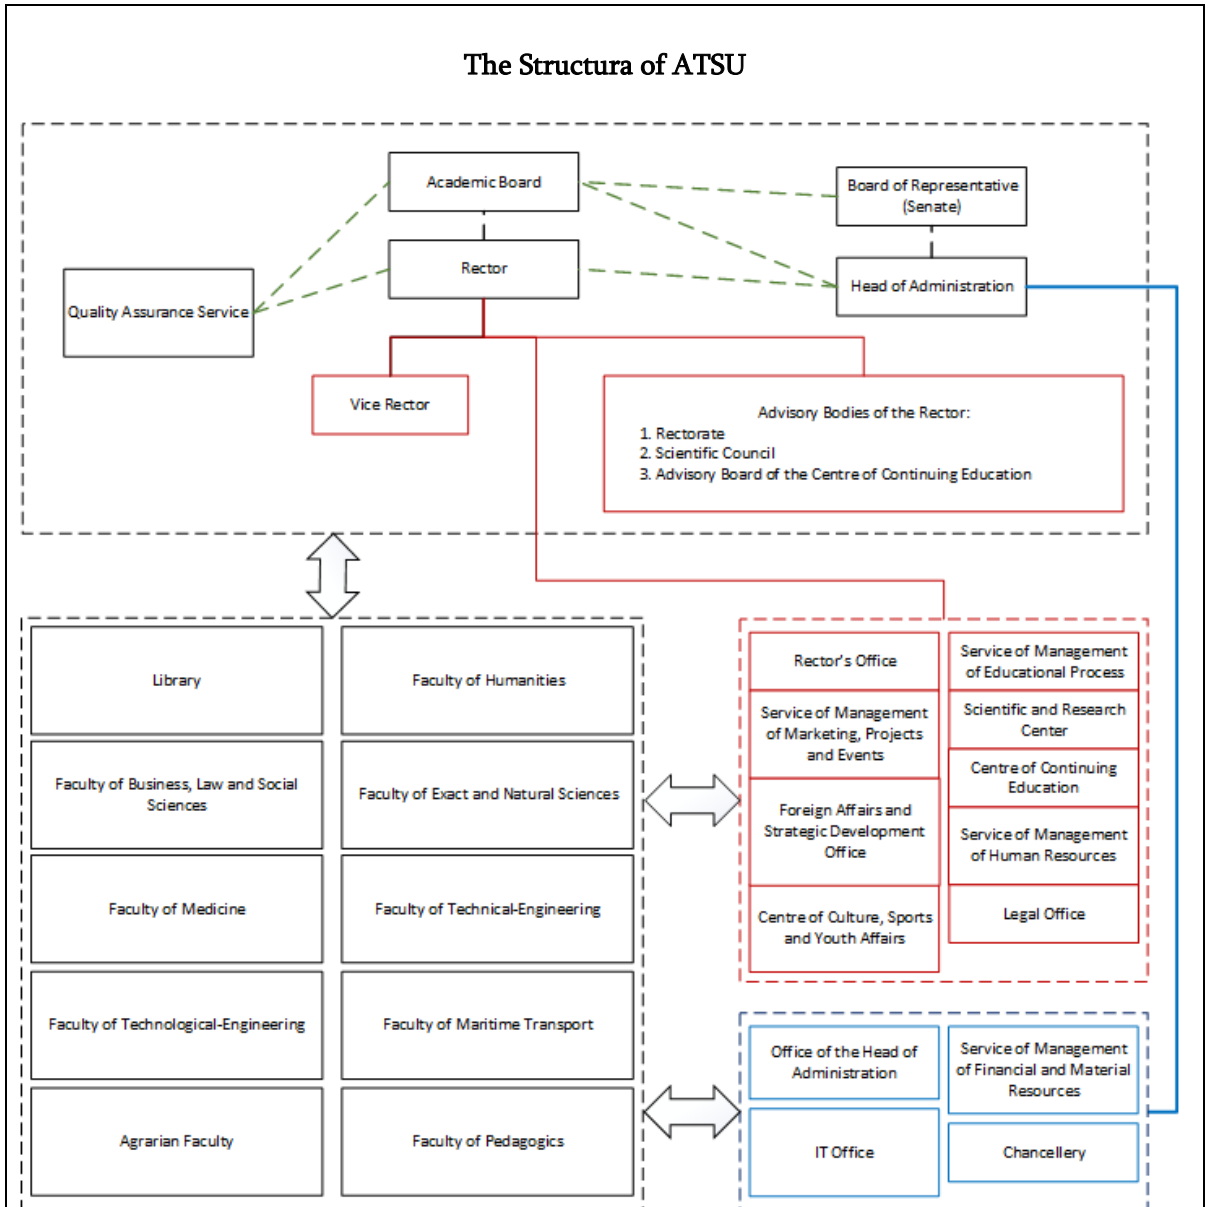 The Structura of ATSU
Academic Board
Board of Representative
(Senate)
Rector
Head of Administration
Quality Assurance Service
Vice Rector
Advisory Bodies of the Rector:
1. Rectorate
2. Scientific Council
3. Advisory Board of the Centre of Continuing Education
Library
Faculty of Humanities
Faculty of Business, Law and Social
Sciences
Faculty of Exact and Natural Sciences
Faculty of Medicine
Faculty of Technical-Engineering
Faculty of Technological-Engineering
Faculty of Maritime Transport
Agrarian Faculty
Faculty of Pedagogics
Rector's Office
Service of Management
of Marketing, Projects
and Events
Foreign Affairs and
Strategic Development
Office
Centre of Culture, Sports
and Youth Affairs
Service of Management
of Educational Process
Scientific and Research
Center
Centre of Continuing
Education
Service of Management
of Human Resources
Legal Office
Office of the Head of
Administration
IT Office
Service of Management
of Financial and Material
Resources
Chancellery